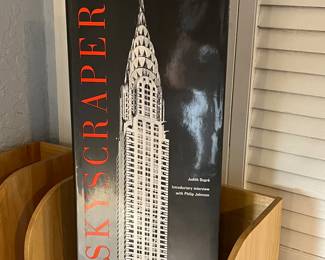 SKYSCRAPER
Judith Dupré
Introductory interview
with Philip Johnson